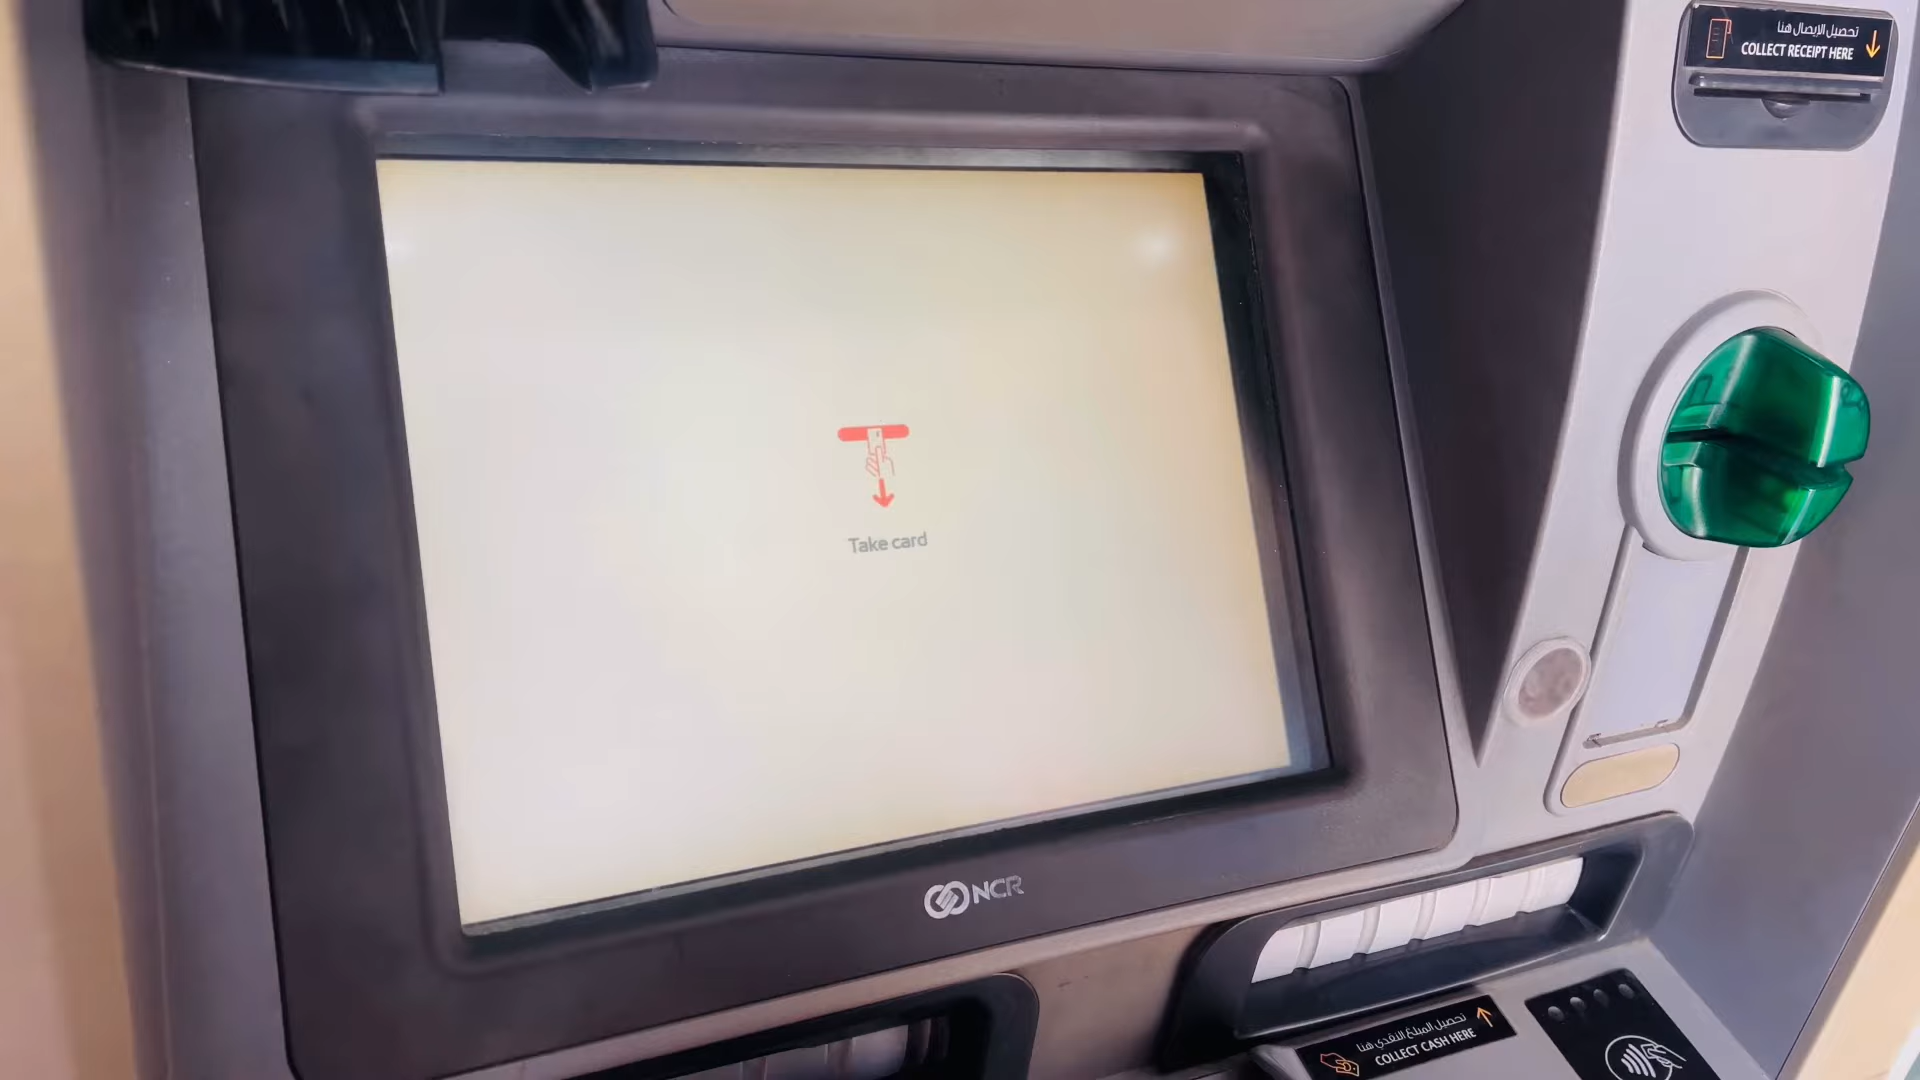 تحصيل الإيصال هنا
COLLECT RECEIPT HERE
Take card
NCR
تحصيل المبلغ النقدي هنا
COLLECT CASH HERE